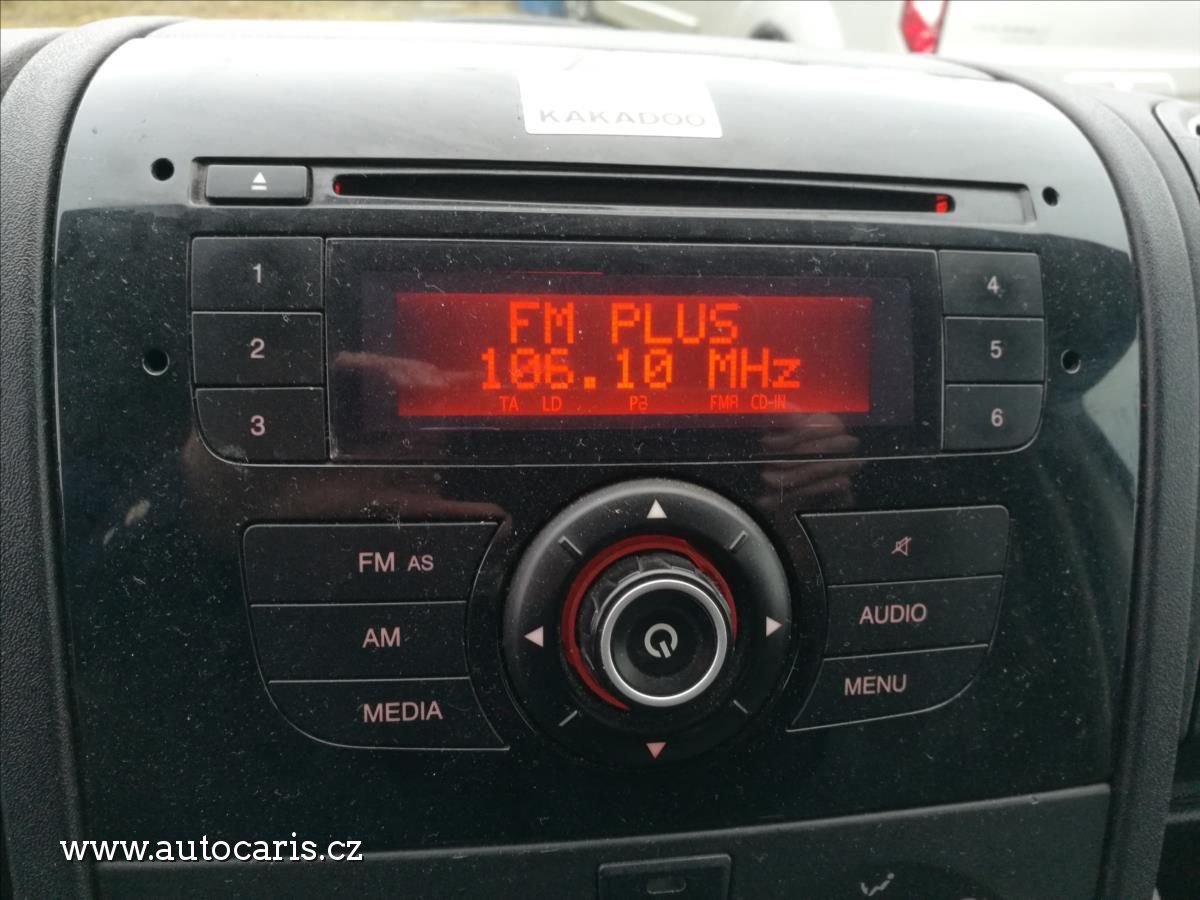 KAKADOO
1
2
3
FM PLUS
106.10 MHz
TA LD P6 FMA CD-IN
4
5
6
FM AS
AM
MEDIA
AUDIO
MENU
www.autocaris.cz